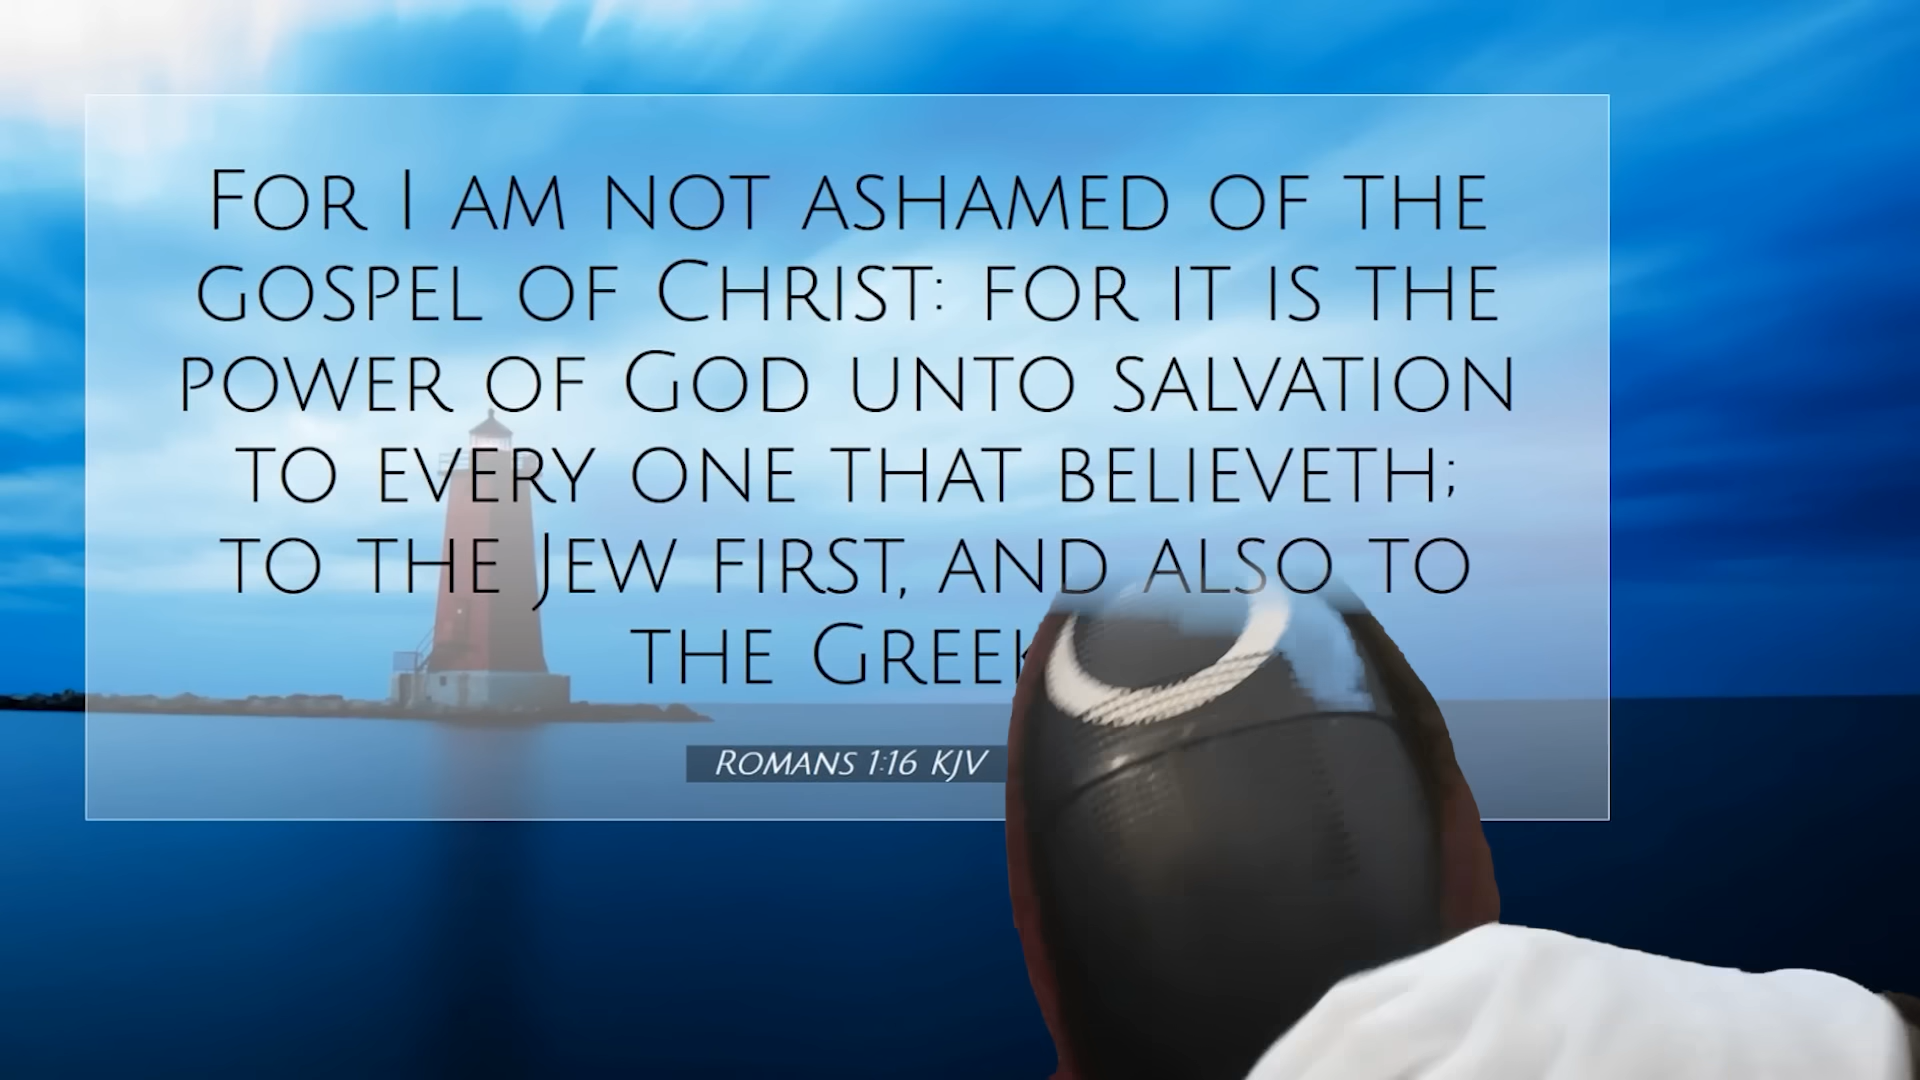 For I am not ashamed of the
gospel of Christ: for it is the
power of God unto salvation
to every one that believeth;
to the Jew first, and also to
the Greek
Romans 1:16 KJV